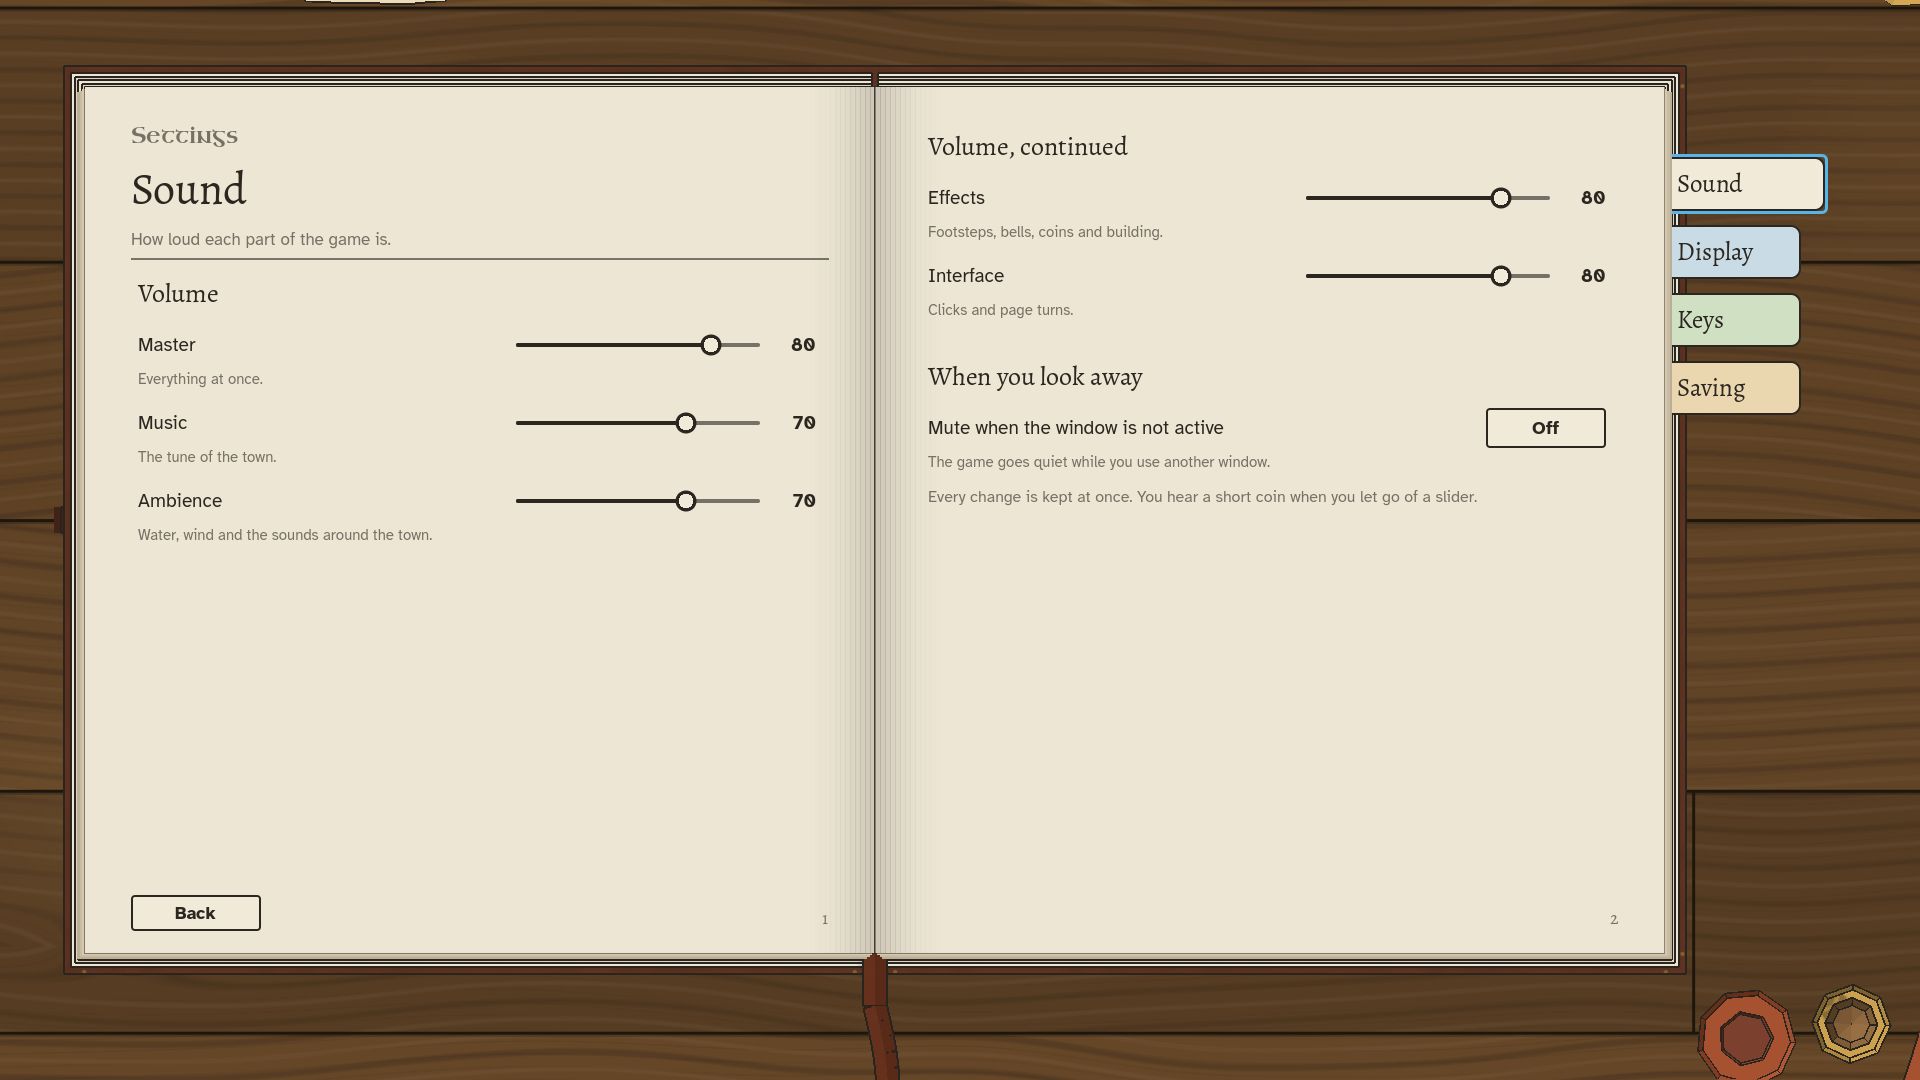 Settings
Sound
How loud each part of the game is.
Volume
Master 80
Everything at once.
Music 70
The tune of the town.
Ambience 70
Water, wind and the sounds around the town.
Back
1
Volume, continued
Effects 80
Footsteps, bells, coins and building.
Interface 80
Clicks and page turns.
When you look away
Mute when the window is not active Off
The game goes quiet while you use another window.
Every change is kept at once. You hear a short coin when you let go of a slider.
2
Sound
Display
Keys
Saving